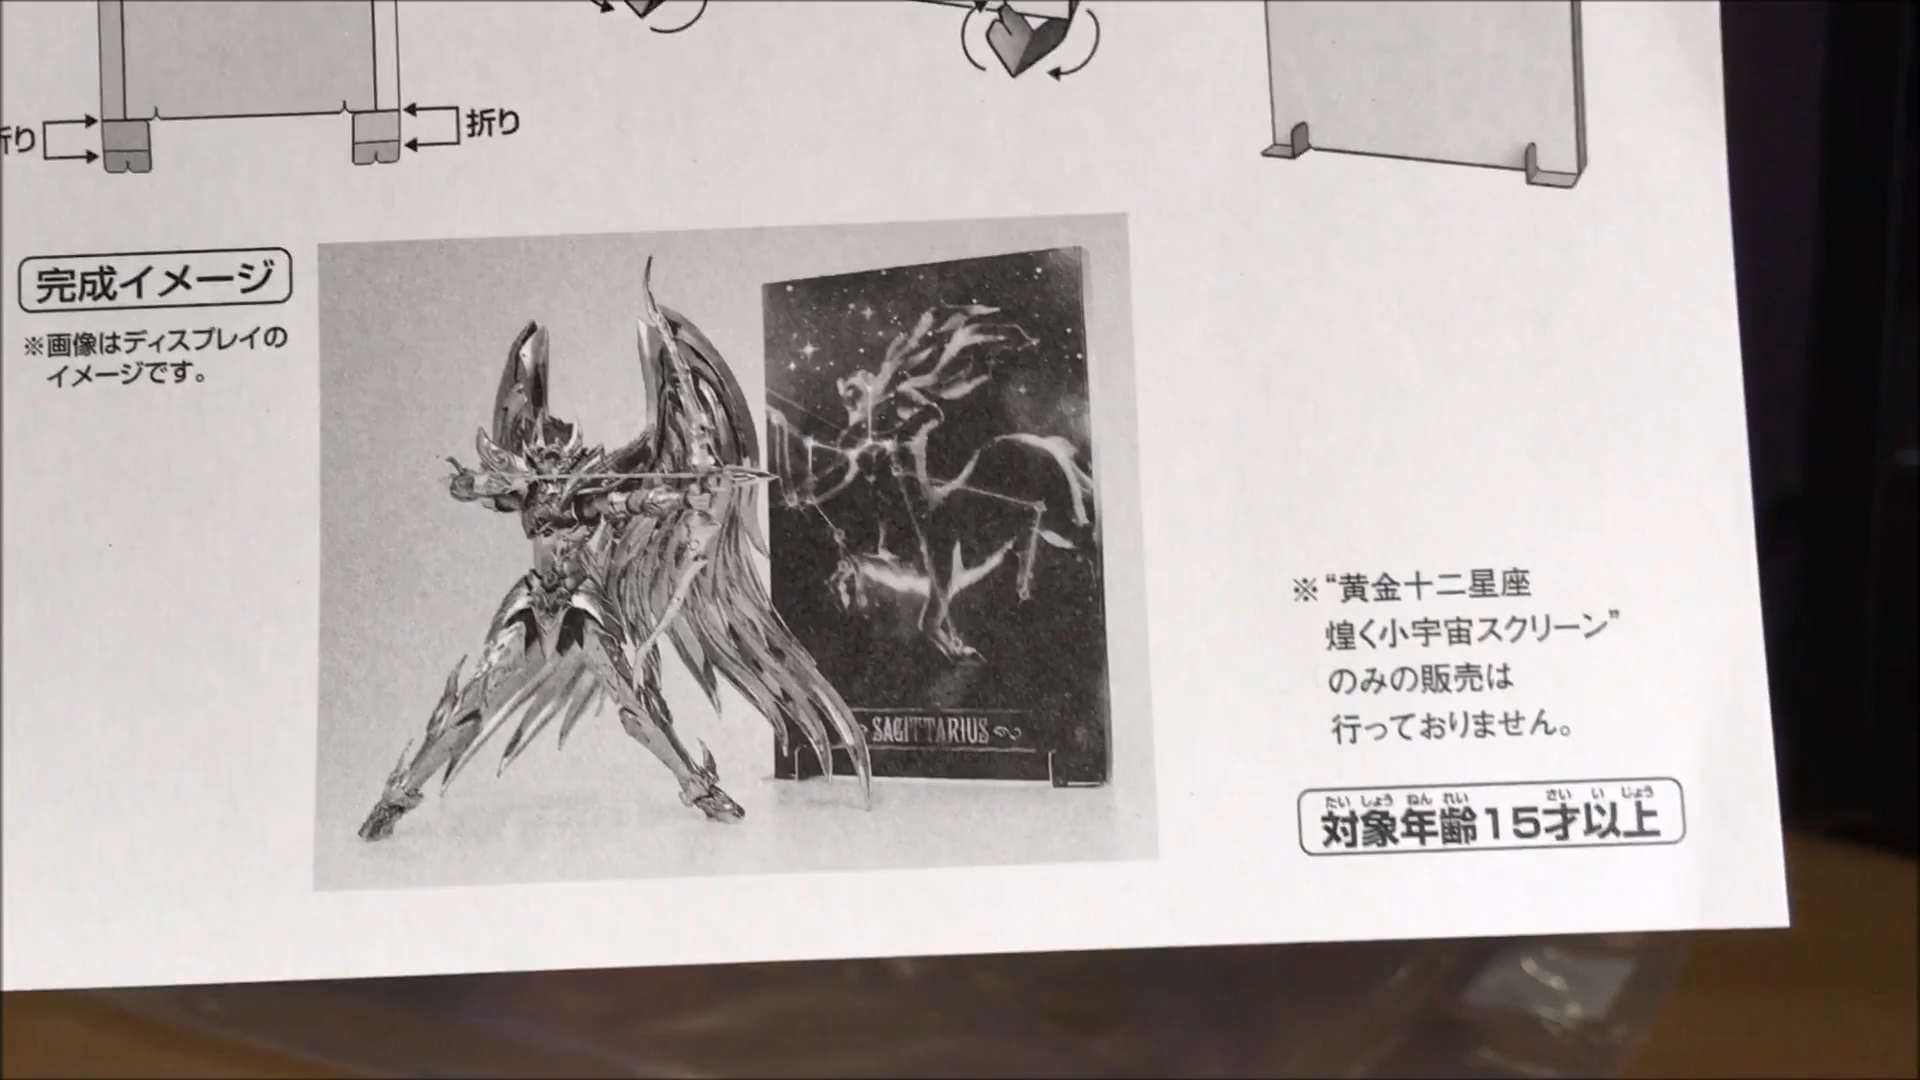 折り
折り
完成イメージ
※画像はディスプレイの
イメージです。
SAGITTARIUS
※“黄金十二星座
煌く小宇宙スクリーン”
のみの販売は
行っておりません。
たいしょうねんれい さいいじょう
対象年齢15才以上